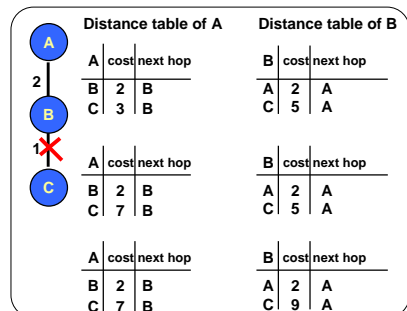 Distance table of A
Distance table of B
A
2
B
1
C
A cost next hop
B 2 B
C 3 B
B cost next hop
A 2 A
C 5 A
A cost next hop
B 2 B
C 7 B
B cost next hop
A 2 A
C 5 A
A cost next hop
B 2 B
C 7 B
B cost next hop
A 2 A
C 9 A